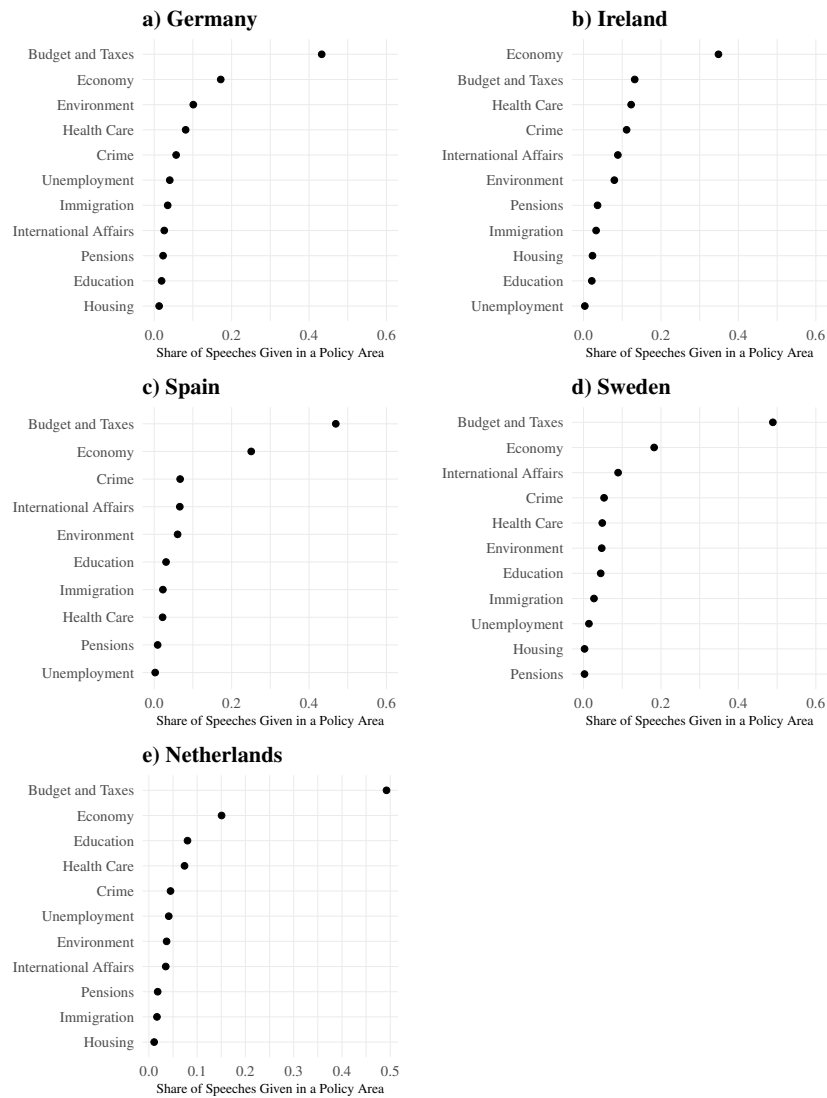 a) Germany
Budget and Taxes
Economy
Environment
Health Care
Crime
Unemployment
Immigration
International Affairs
Pensions
Education
Housing
0.0 0.2 0.4 0.6
Share of Speeches Given in a Policy Area
b) Ireland
Economy
Budget and Taxes
Health Care
Crime
International Affairs
Environment
Pensions
Immigration
Housing
Education
Unemployment
0.0 0.2 0.4 0.6
Share of Speeches Given in a Policy Area
c) Spain
Budget and Taxes
Economy
Crime
International Affairs
Environment
Education
Immigration
Health Care
Pensions
Unemployment
0.0 0.2 0.4 0.6
Share of Speeches Given in a Policy Area
d) Sweden
Budget and Taxes
Economy
International Affairs
Crime
Health Care
Environment
Education
Immigration
Unemployment
Housing
Pensions
0.0 0.2 0.4 0.6
Share of Speeches Given in a Policy Area
e) Netherlands
Budget and Taxes
Economy
Education
Health Care
Crime
Unemployment
Environment
International Affairs
Pensions
Immigration
Housing
0.0 0.1 0.2 0.3 0.4 0.5
Share of Speeches Given in a Policy Area